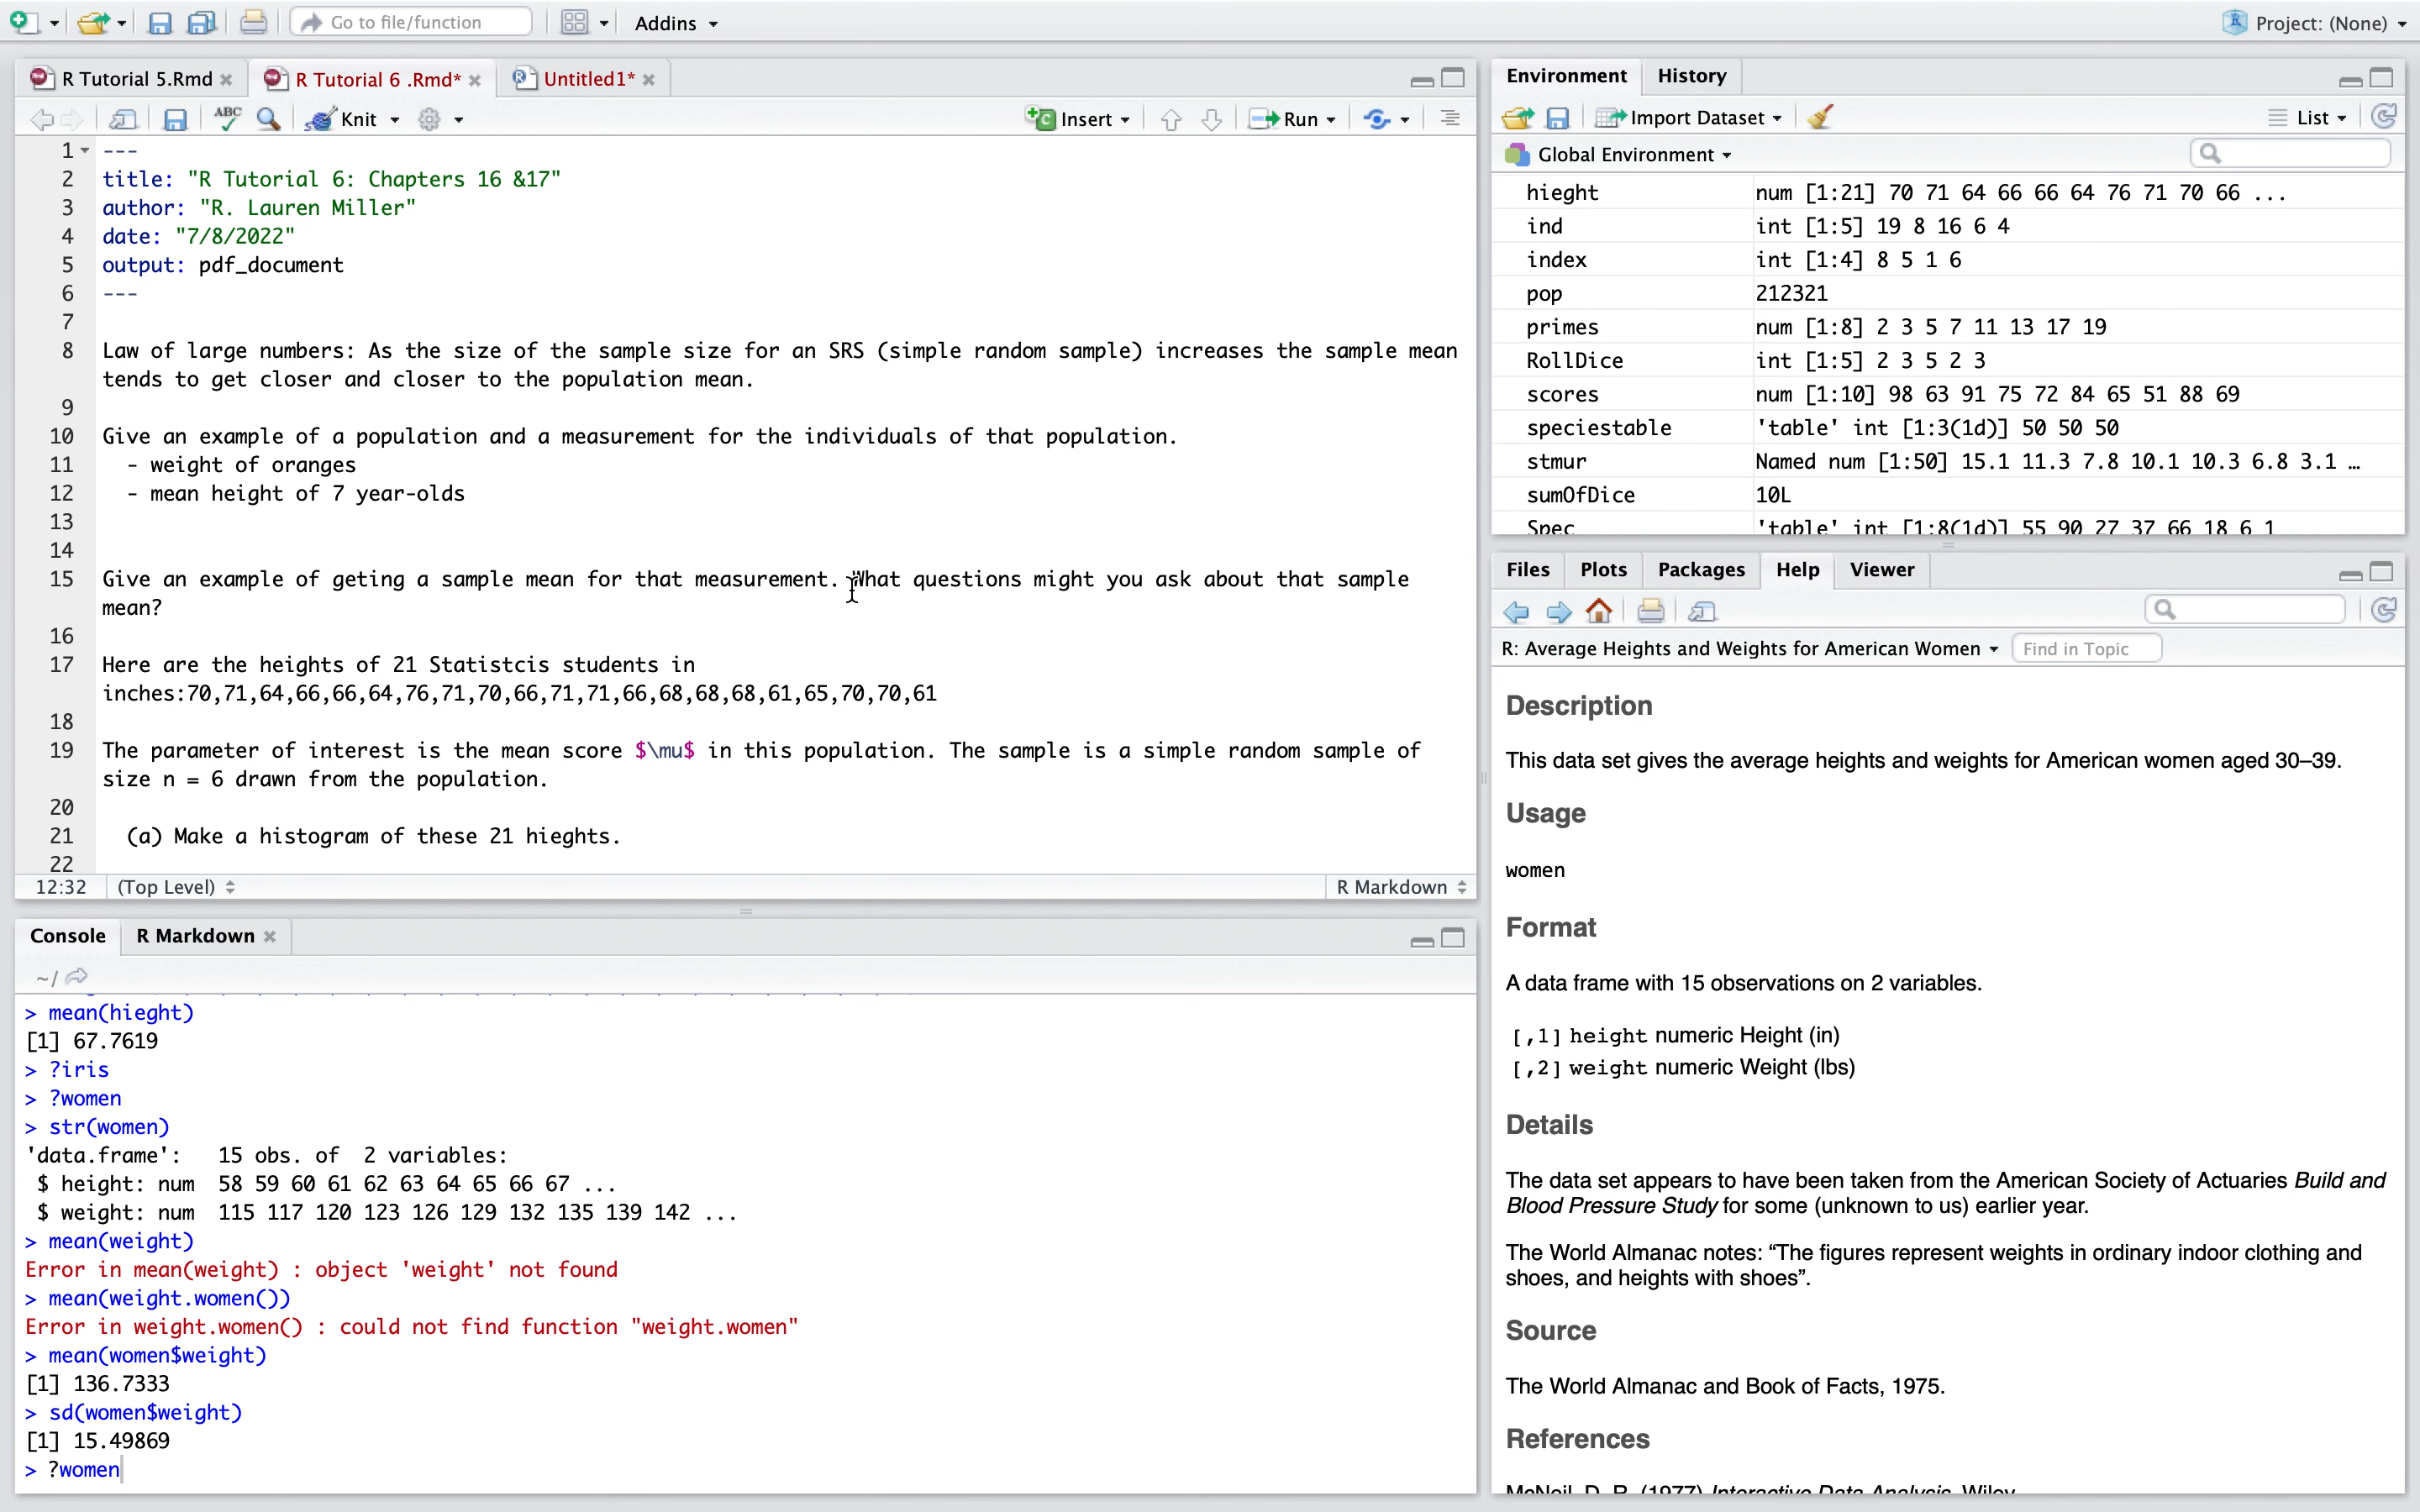 Go to file/function
Addins
Project: (None)
R Tutorial 5.Rmd
R Tutorial 6 .Rmd*
Untitled1*
ABC
Knit
Insert
Run
1 ---
2 title: "R Tutorial 6: Chapters 16 &17"
3 author: "R. Lauren Miller"
4 date: "7/8/2022"
5 output: pdf_document
6 ---
7
8 Law of large numbers: As the size of the sample size for an SRS (simple random sample) increases the sample mean
tends to get closer and closer to the population mean.
9
10 Give an example of a population and a measurement for the individuals of that population.
11 - weight of oranges
12 - mean height of 7 year-olds
13
14
15 Give an example of geting a sample mean for that measurement. What questions might you ask about that sample
mean?
16
17 Here are the heights of 21 Statistcis students in
inches:70,71,64,66,66,64,76,71,70,66,71,71,66,68,68,68,61,65,70,70,61
18
19 The parameter of interest is the mean score $\mu$ in this population. The sample is a simple random sample of
size n = 6 drawn from the population.
20
21 (a) Make a histogram of these 21 hieghts.
22
12:32 (Top Level) R Markdown
Console R Markdown
~/
> mean(hieght)
[1] 67.7619
> ?iris
> ?women
> str(women)
'data.frame': 15 obs. of 2 variables:
$ height: num 58 59 60 61 62 63 64 65 66 67 ...
$ weight: num 115 117 120 123 126 129 132 135 139 142 ...
> mean(weight)
Error in mean(weight) : object 'weight' not found
> mean(weight.women())
Error in weight.women() : could not find function "weight.women"
> mean(women$weight)
[1] 136.7333
> sd(women$weight)
[1] 15.49869
> ?women
Environment History
Import Dataset List
Global Environment
hieght num [1:21] 70 71 64 66 66 64 76 71 70 66 ...
ind int [1:5] 19 8 16 6 4
index int [1:4] 8 5 1 6
pop 212321
primes num [1:8] 2 3 5 7 11 13 17 19
RollDice int [1:5] 2 3 5 2 3
scores num [1:10] 98 63 91 75 72 84 65 51 88 69
speciestable 'table' int [1:3(1d)] 50 50 50
stmur Named num [1:50] 15.1 11.3 7.8 10.1 10.3 6.8 3.1 …
sumOfDice 10L
Spec 'table' int [1:8(1d)] 55 90 27 37 66 18 6 1
Files Plots Packages Help Viewer
R: Average Heights and Weights for American Women Find in Topic
Description
This data set gives the average heights and weights for American women aged 30–39.
Usage
women
Format
A data frame with 15 observations on 2 variables.
[,1] height numeric Height (in)
[,2] weight numeric Weight (lbs)
Details
The data set appears to have been taken from the American Society of Actuaries Build and
Blood Pressure Study for some (unknown to us) earlier year.
The World Almanac notes: “The figures represent weights in ordinary indoor clothing and
shoes, and heights with shoes”.
Source
The World Almanac and Book of Facts, 1975.
References
McNeil, D. R. (1977) Interactive Data Analysis. Wiley.